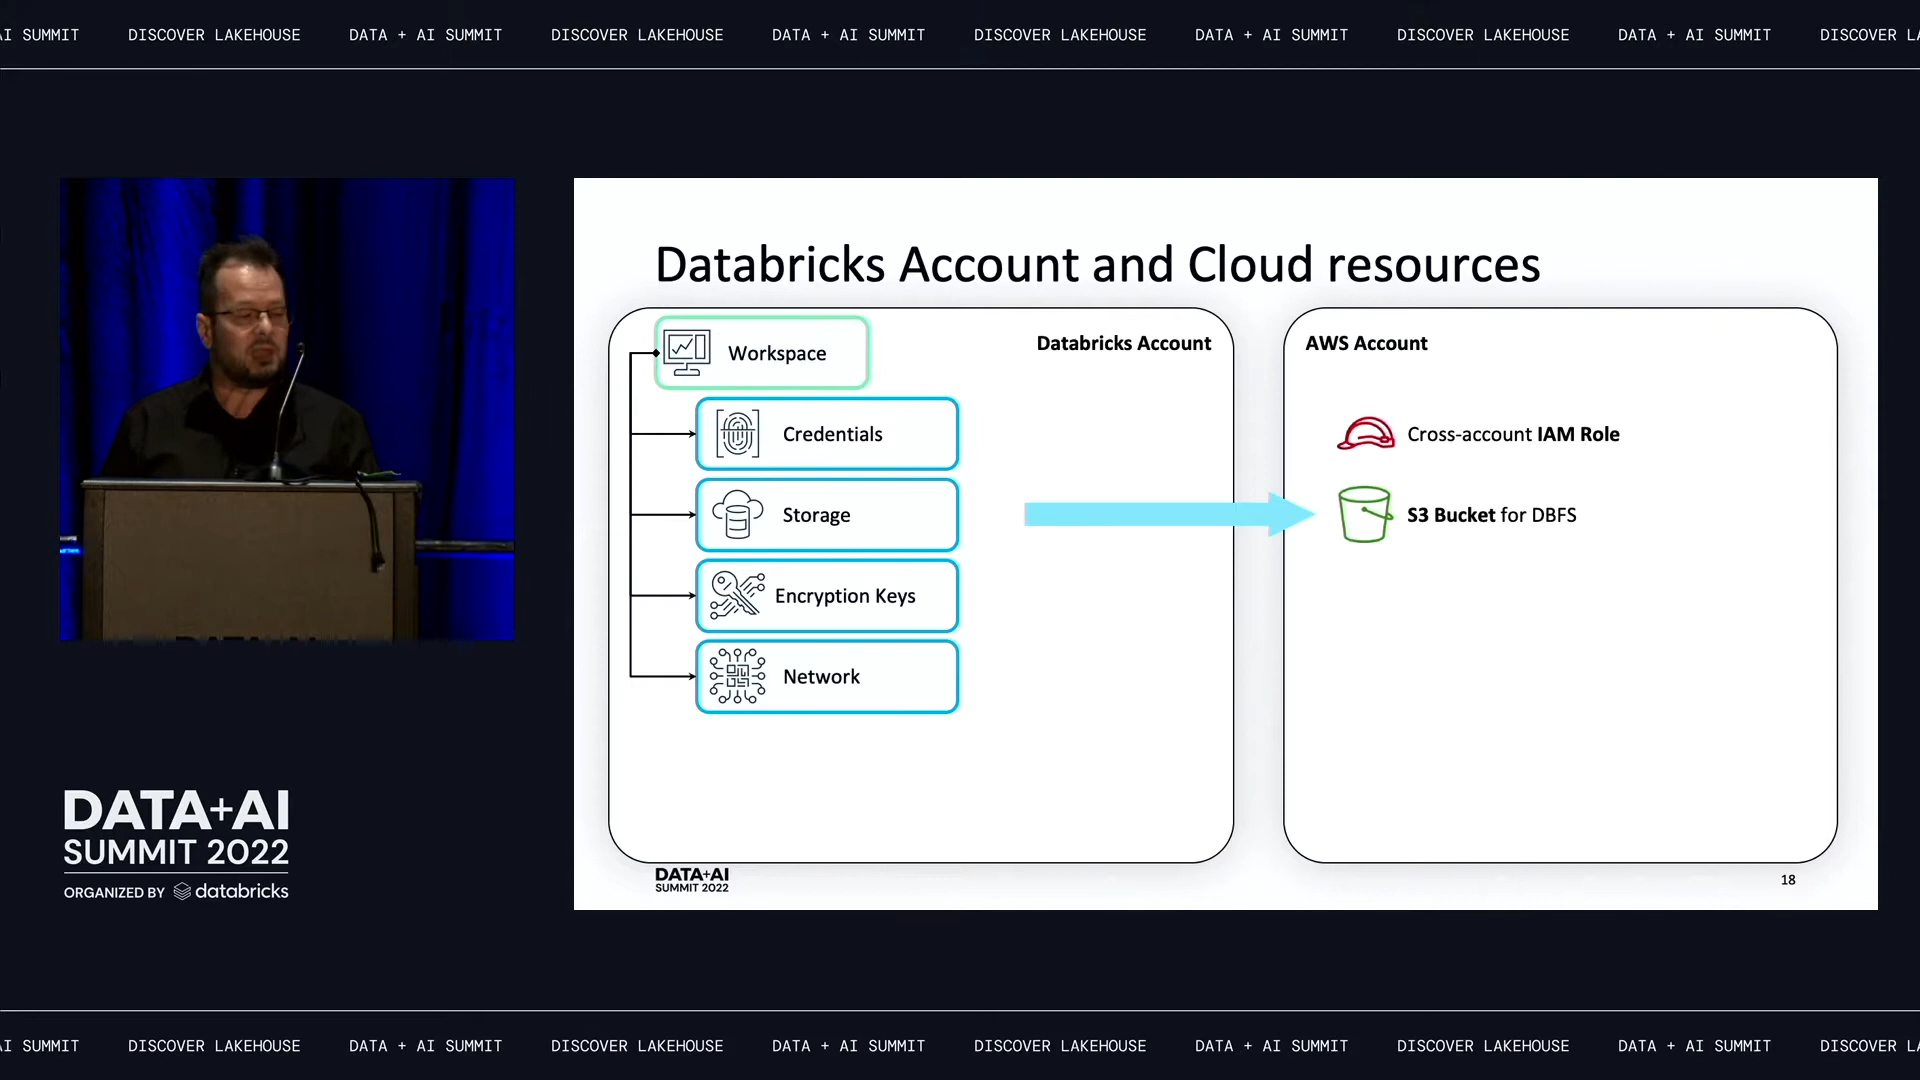 AI SUMMIT DISCOVER LAKEHOUSE DATA + AI SUMMIT DISCOVER LAKEHOUSE DATA + AI SUMMIT DISCOVER LAKEHOUSE DATA + AI SUMMIT DISCOVER LAKEHOUSE DATA + AI SUMMIT DISCOVER LA
Databricks Account and Cloud resources
Workspace
Databricks Account
Credentials
Storage
Encryption Keys
Network
AWS Account
Cross-account IAM Role
S3 Bucket for DBFS
DATA+AI
SUMMIT 2022
18
DATA+AI
SUMMIT 2022
ORGANIZED BY databricks
AI SUMMIT DISCOVER LAKEHOUSE DATA + AI SUMMIT DISCOVER LAKEHOUSE DATA + AI SUMMIT DISCOVER LAKEHOUSE DATA + AI SUMMIT DISCOVER LAKEHOUSE DATA + AI SUMMIT DISCOVER LA